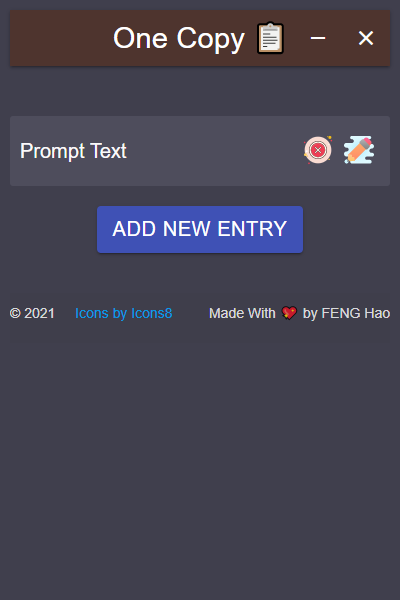 One Copy
Prompt Text
ADD NEW ENTRY
© 2021 Icons by Icons8 Made With by FENG Hao